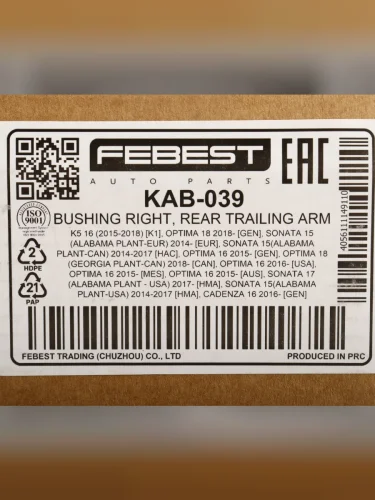 FEBEST
AUTO PARTS
EAC
KAB-039
BUSHING RIGHT, REAR TRAILING ARM
K5 16 (2015-2018) [K1], OPTIMA 18 2018- [GEN], SONATA 15
(ALABAMA PLANT-EUR) 2014- [EUR], SONATA 15(ALABAMA
PLANT-CAN) 2014-2017 [HAC], OPTIMA 16 2015- [GEN], OPTIMA 18
(GEORGIA PLANT-CAN) 2018- [CAN], OPTIMA 16 2016- [USA],
OPTIMA 16 2015- [MES], OPTIMA 16 2015- [AUS], SONATA 17
(ALABAMA PLANT - USA) 2017- [HMA], SONATA 15(ALABAMA
PLANT-USA) 2014-2017 [HMA], CADENZA 16 2016- [GEN]
ISO
2
HDPE
21
PAP
4056111149110
FEBEST TRADING (CHUZHOU) CO., LTD
PRODUCED IN PRC